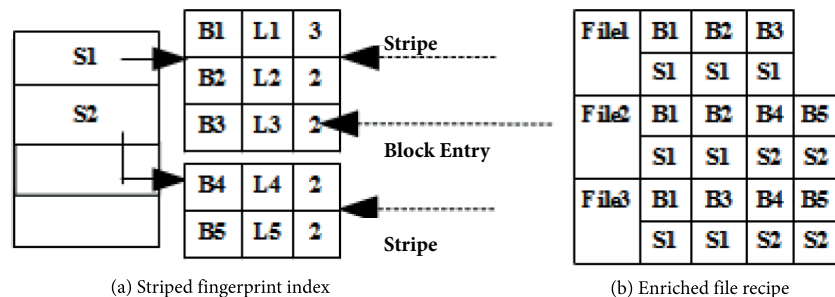 S1
S2
B1 L1 3
B2 L2 2
B3 L3 2
B4 L4 2
B5 L5 2
Stripe
Block Entry
Stripe
(a) Striped fingerprint index
File1 B1 B2 B3
S1 S1 S1
File2 B1 B2 B4 B5
S1 S1 S2 S2
File3 B1 B3 B4 B5
S1 S1 S2 S2
(b) Enriched file recipe